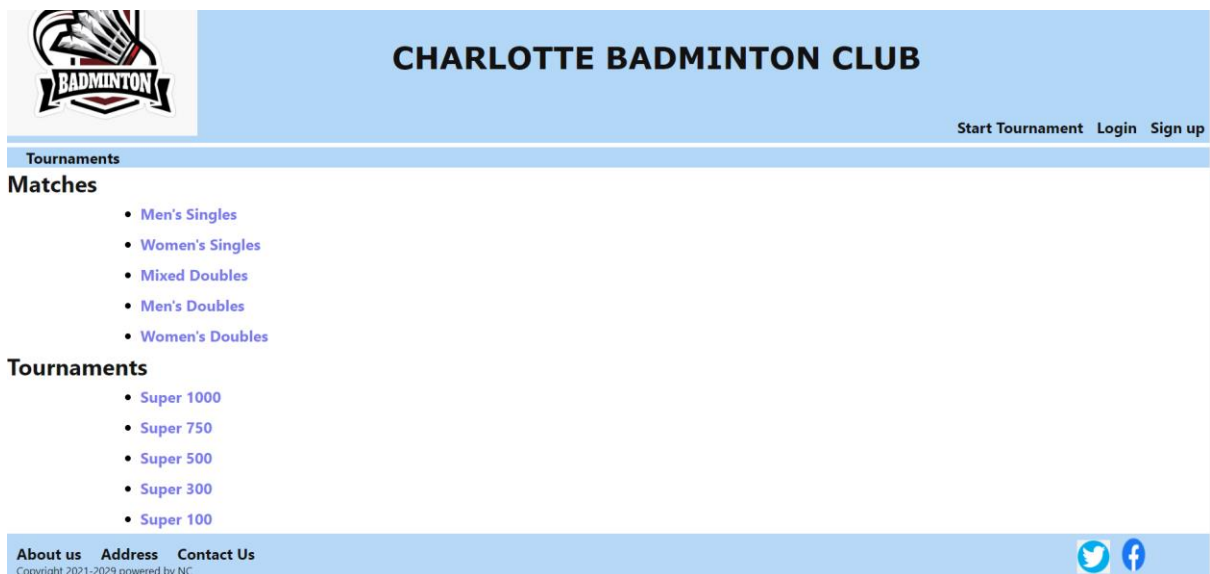 BADMINTON
CHARLOTTE BADMINTON CLUB
Start Tournament Login Sign up
Tournaments
Matches
Men's Singles
Women's Singles
Mixed Doubles
Men's Doubles
Women's Doubles
Tournaments
Super 1000
Super 750
Super 500
Super 300
Super 100
About us Address Contact Us
Copyright 2021-2029 powered by NC